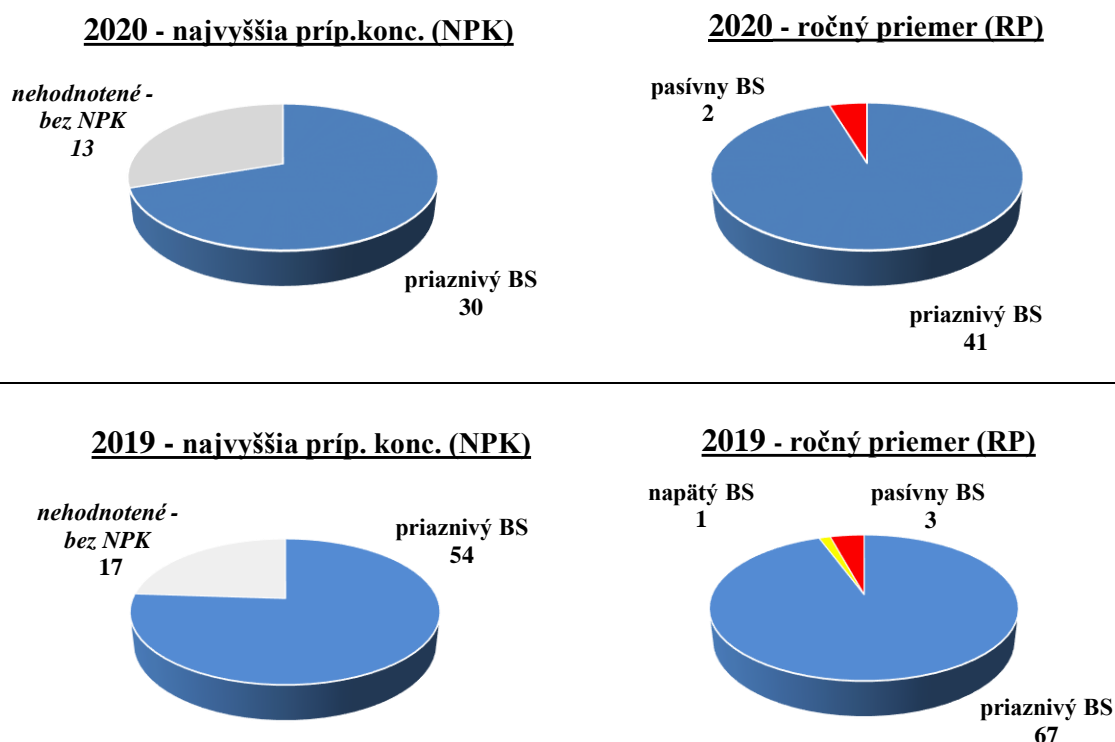 2020 - najvyššia príp.konc. (NPK)
nehodnotené -
bez NPK
13
priaznivý BS
30
2020 - ročný priemer (RP)
pasívny BS
2
priaznivý BS
41
2019 - najvyššia príp. konc. (NPK)
nehodnotené -
bez NPK
17
priaznivý BS
54
2019 - ročný priemer (RP)
napätý BS
1
pasívny BS
3
priaznivý BS
67